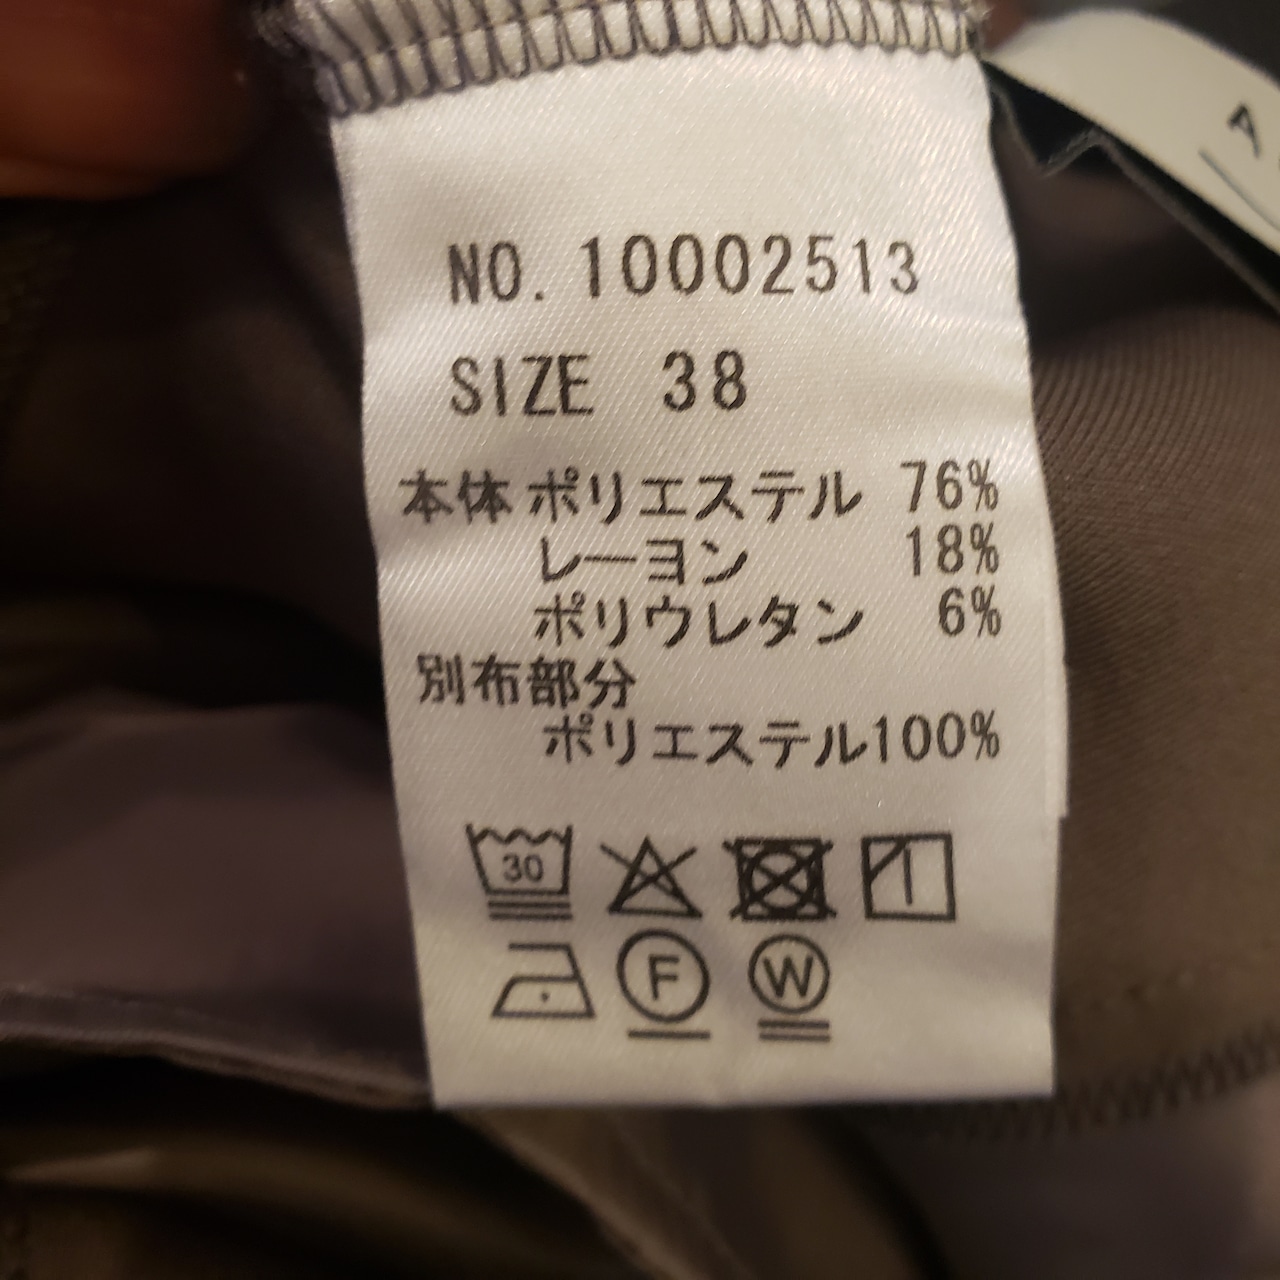 NO. 10002513
SIZE 38
本体 ポリエステル 76%
レーヨン 18%
ポリウレタン 6%
別布部分
ポリエステル100%
30
F W
A